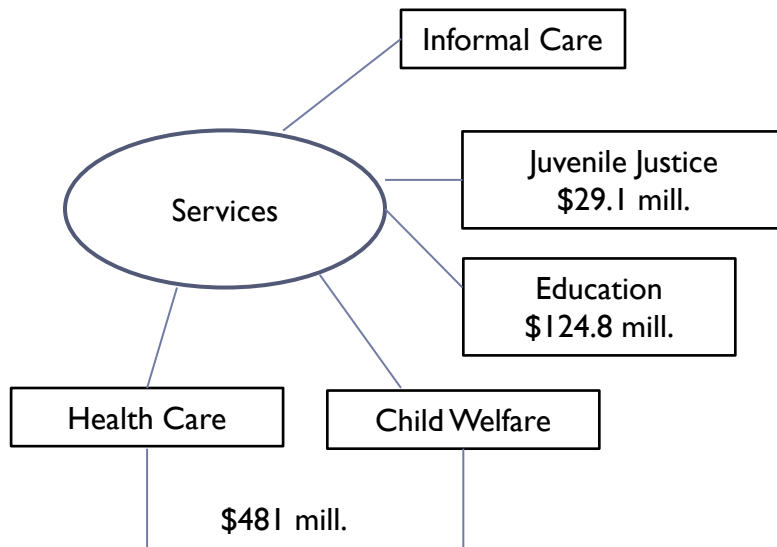 Informal Care
Juvenile Justice
$29.1 mill.
Services
Education
$124.8 mill.
Health Care
Child Welfare
$481 mill.